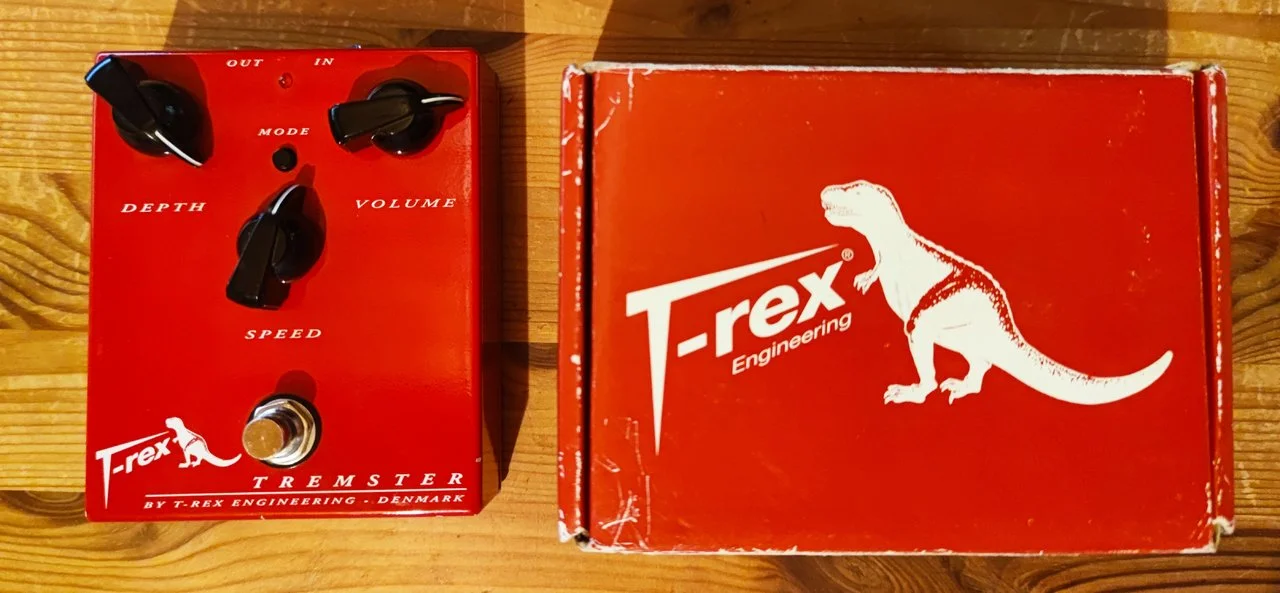 OUT IN
MODE
DEPTH
VOLUME
SPEED
T-rex
TREMSTER
BY T-REX ENGINEERING - DENMARK
T-rex®
Engineering